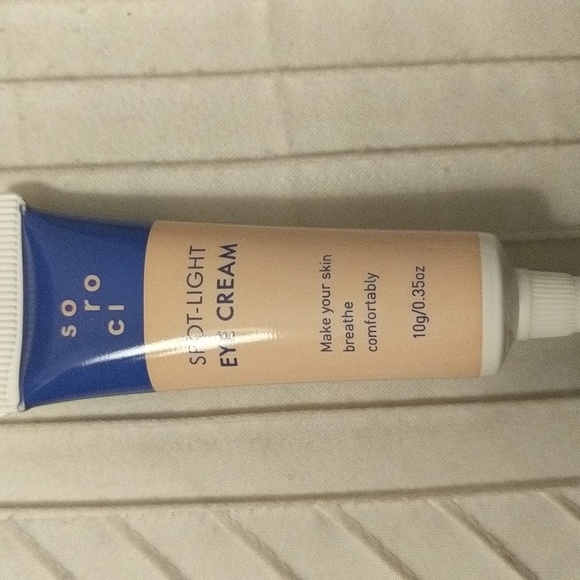 so
ro
ci
SPOT-LIGHT
EYE CREAM
Make your skin
breathe
comfortably
10g/0.35oz